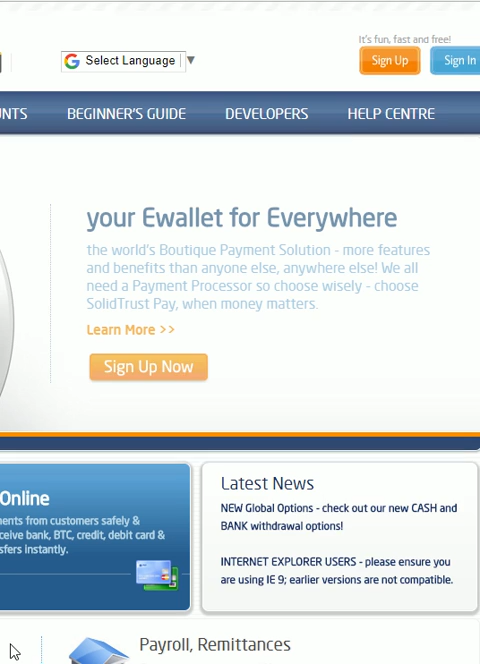 It's fun, fast and free!
Select Language
Sign Up
Sign In
NTS
BEGINNER'S GUIDE
DEVELOPERS
HELP CENTRE
your Ewallet for Everywhere
the world's Boutique Payment Solution - more features
and benefits than anyone else, anywhere else! We all
need a Payment Processor so choose wisely - choose
SolidTrust Pay, when money matters.
Learn More >>
Sign Up Now
Online
ents from customers safely &
ceive bank, BTC, credit, debit card &
sfers instantly.
Latest News
NEW Global Options - check out our new CASH and
BANK withdrawal options!
INTERNET EXPLORER USERS - please ensure you
are using IE 9; earlier versions are not compatible.
Payroll, Remittances